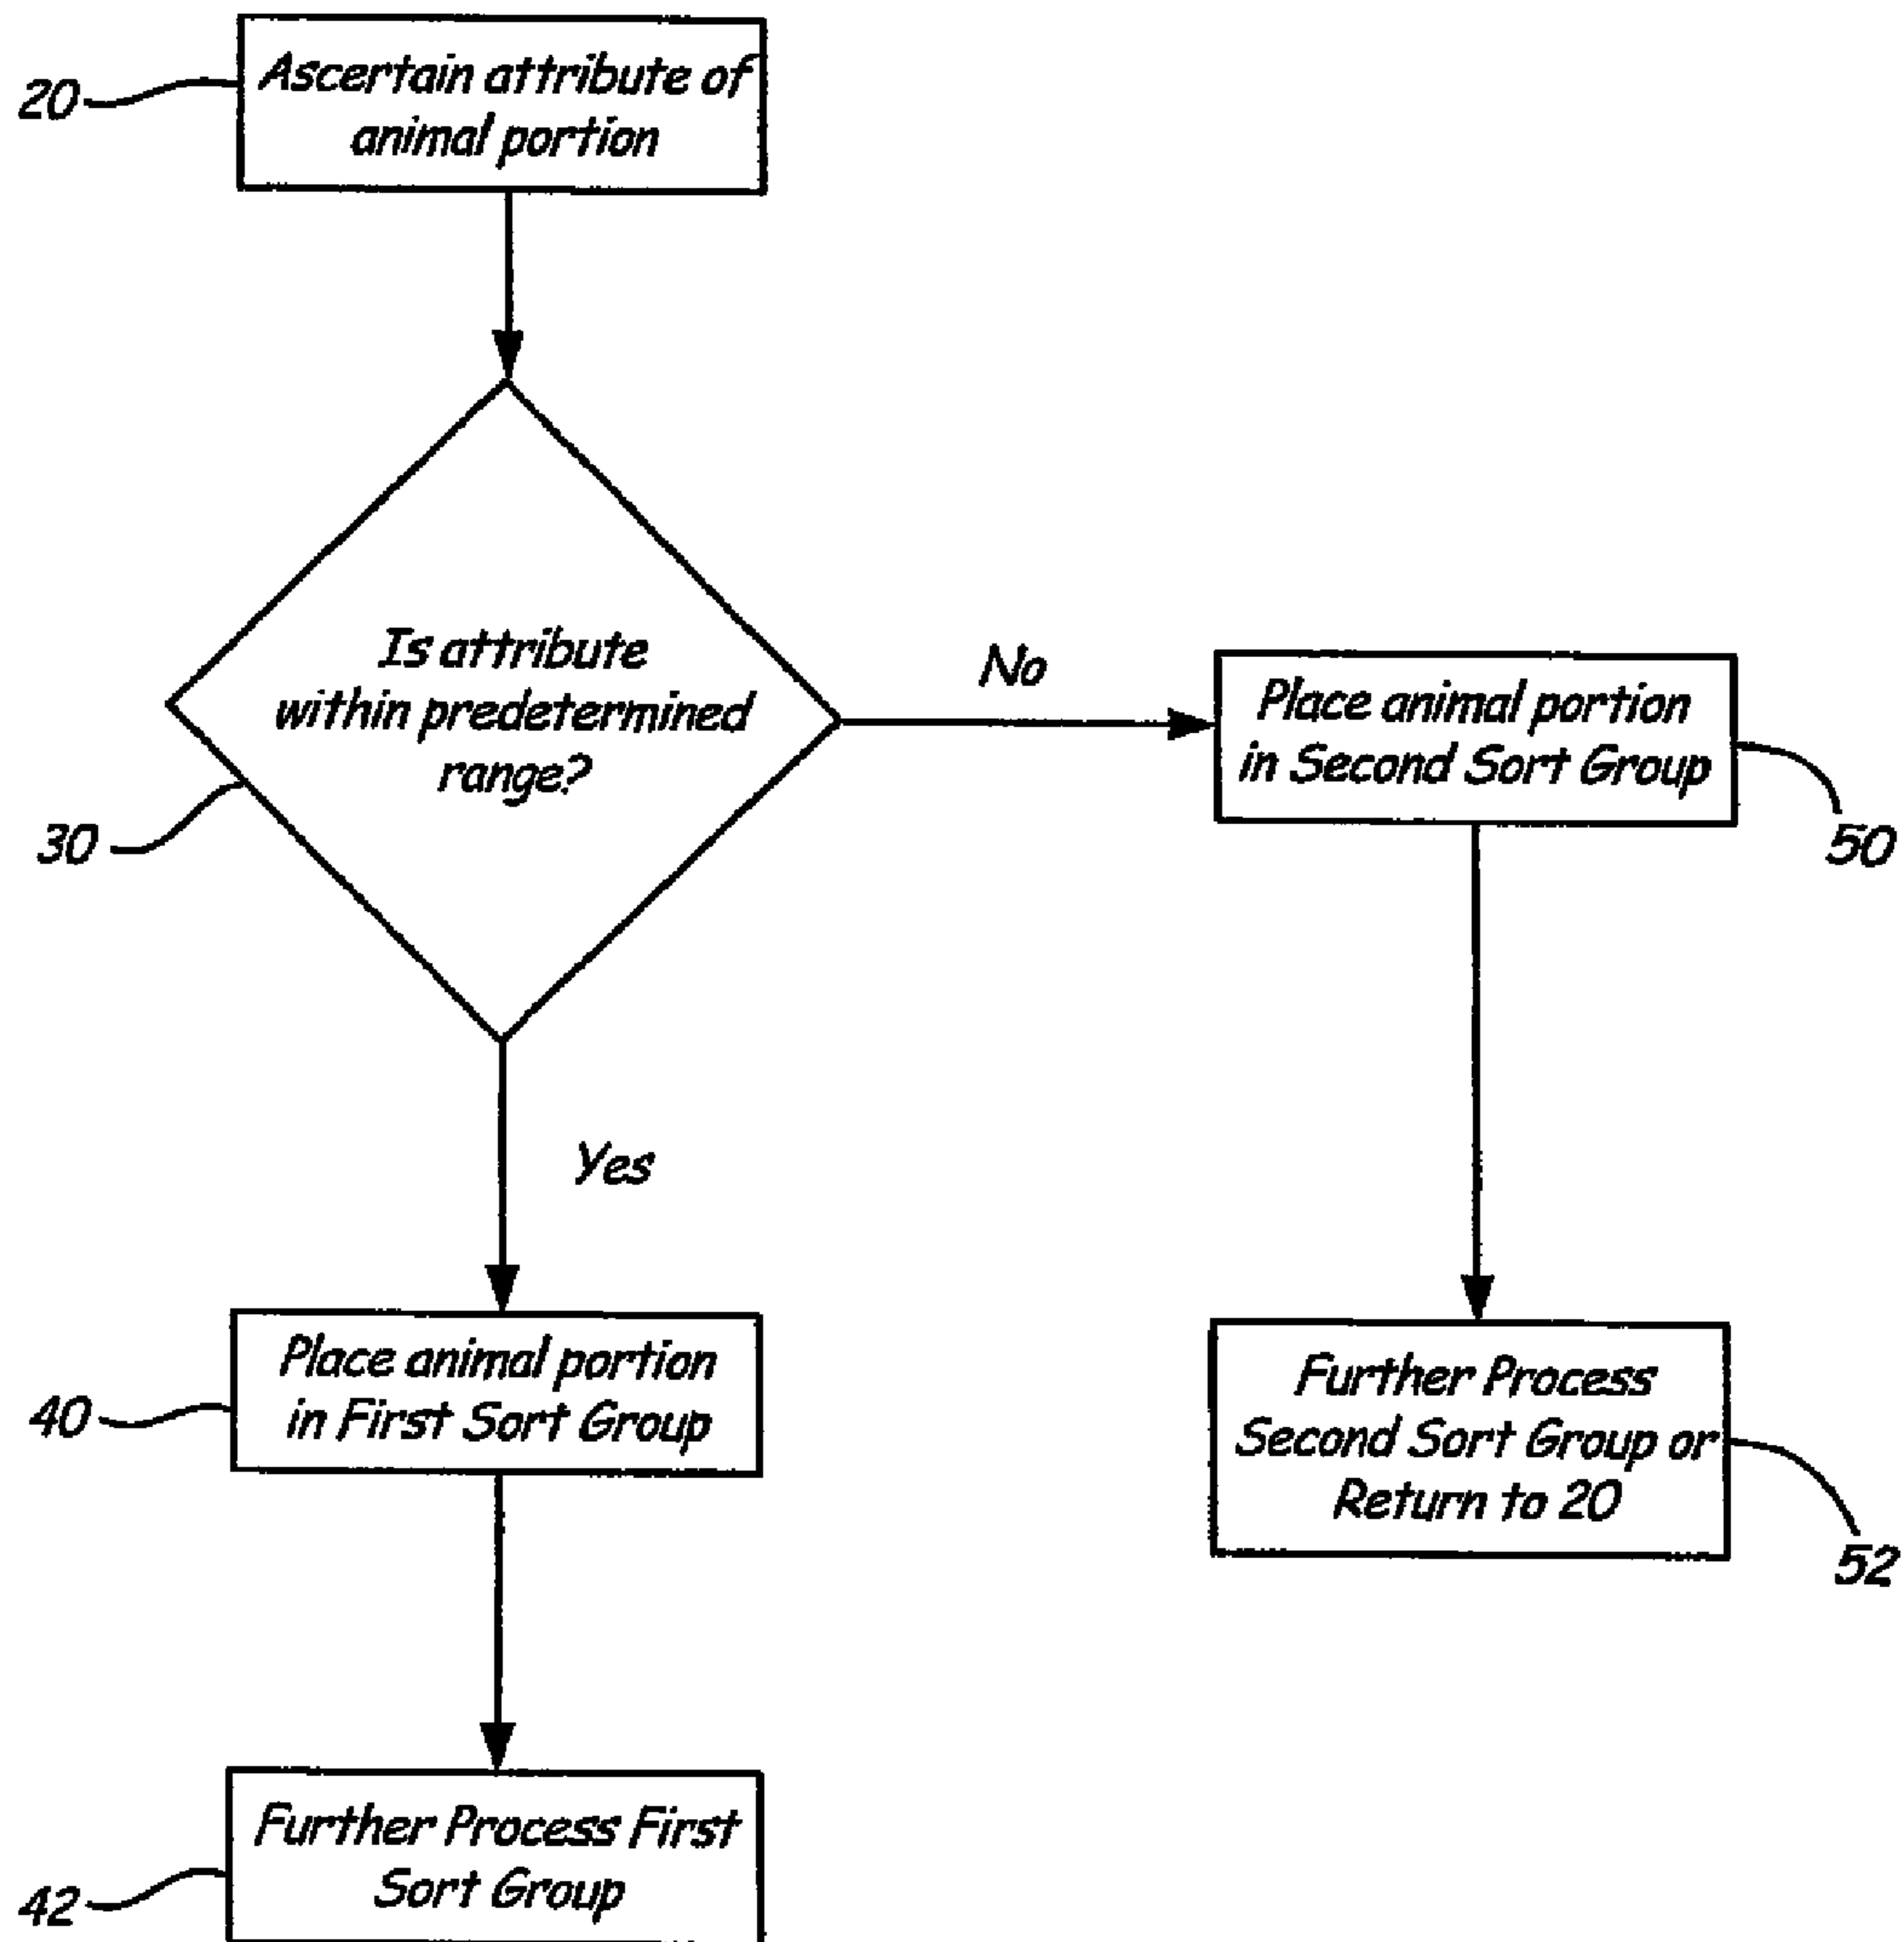 20
Ascertain attribute of
animal portion
Is attribute
within predetermined
range?
30
No
Place animal portion
in Second Sort Group
50
Yes
Place animal portion
in First Sort Group
40
Further Process
Second Sort Group or
Return to 20
52
Further Process First
Sort Group
42